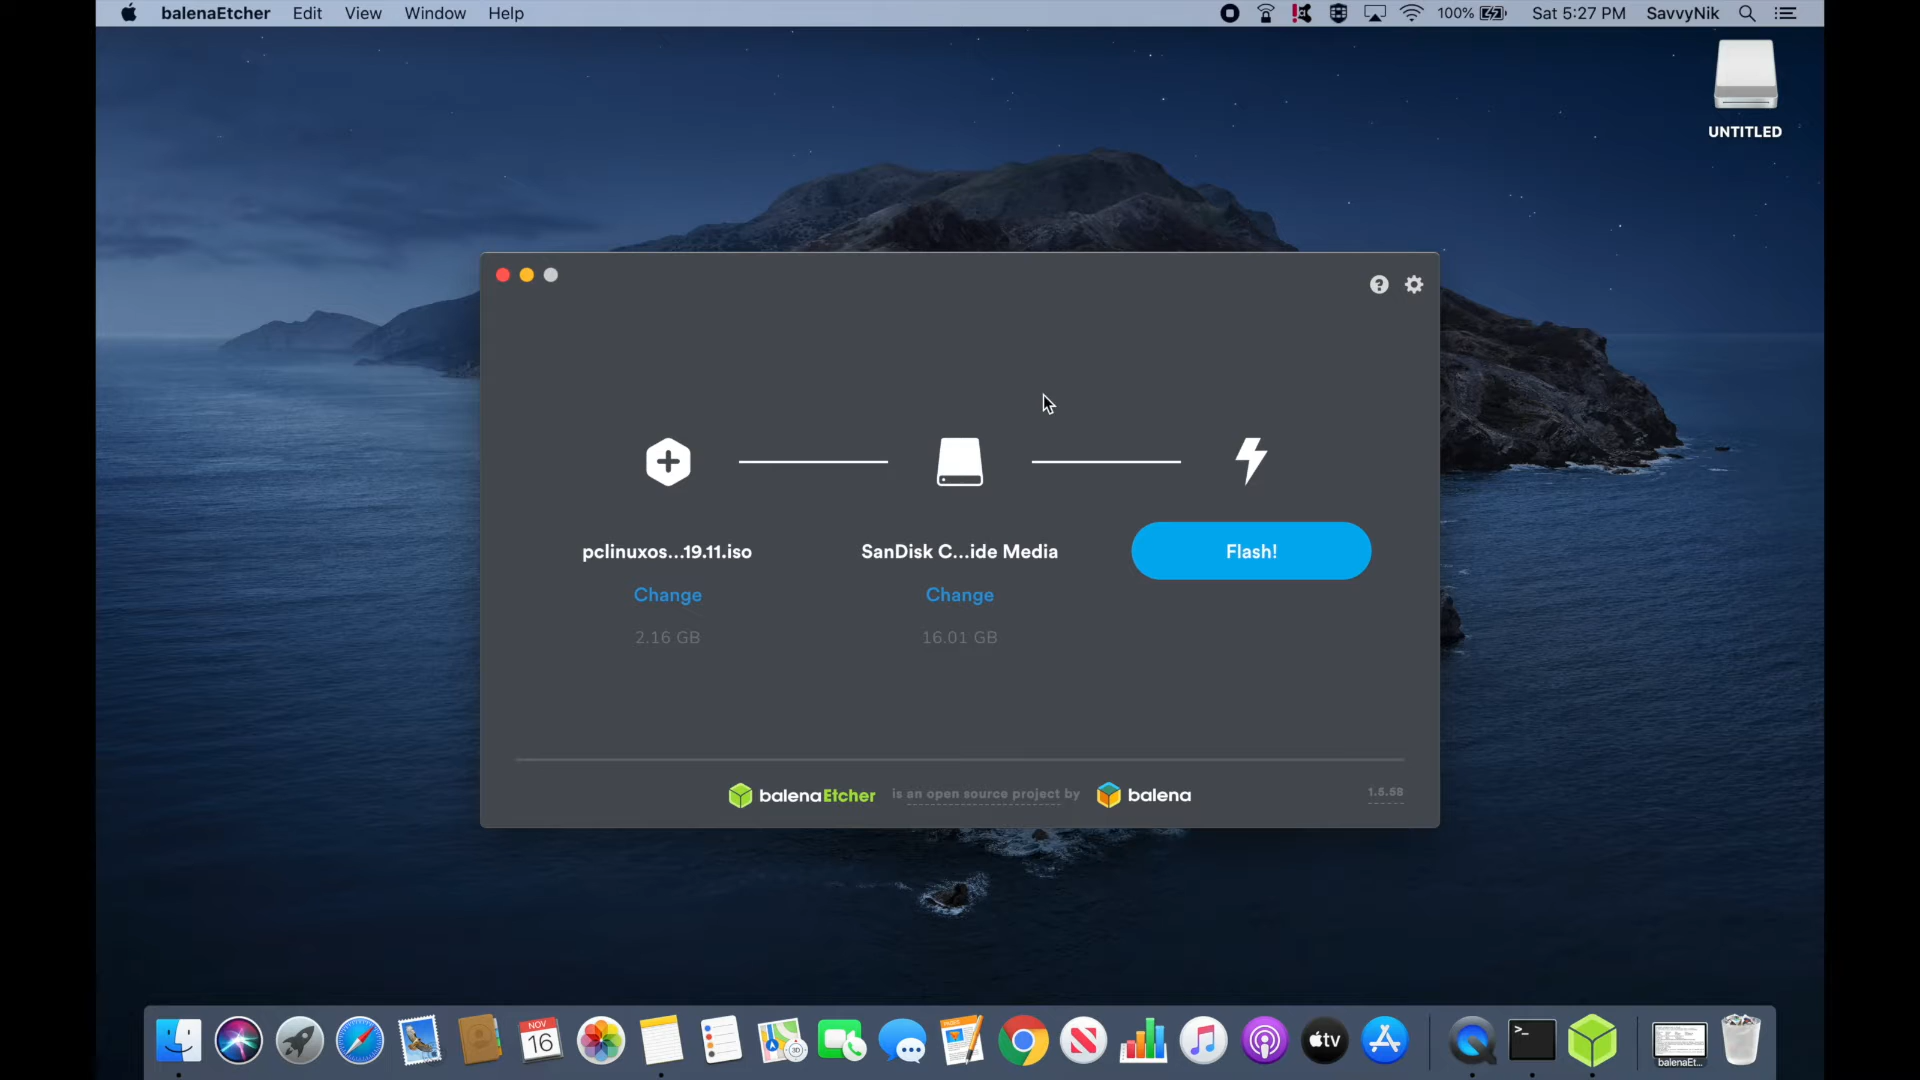 balenaEtcher Edit View Window Help 100% Sat 5:27 PM SavvyNik
UNTITLED
pclinuxos...19.11.iso
SanDisk C...ide Media
Flash!
Change
Change
2.16 GB
16.01 GB
balenaEtcher is an open source project by balena
1.5.58
NOV
16
3D
tv
>_
balenaEt...